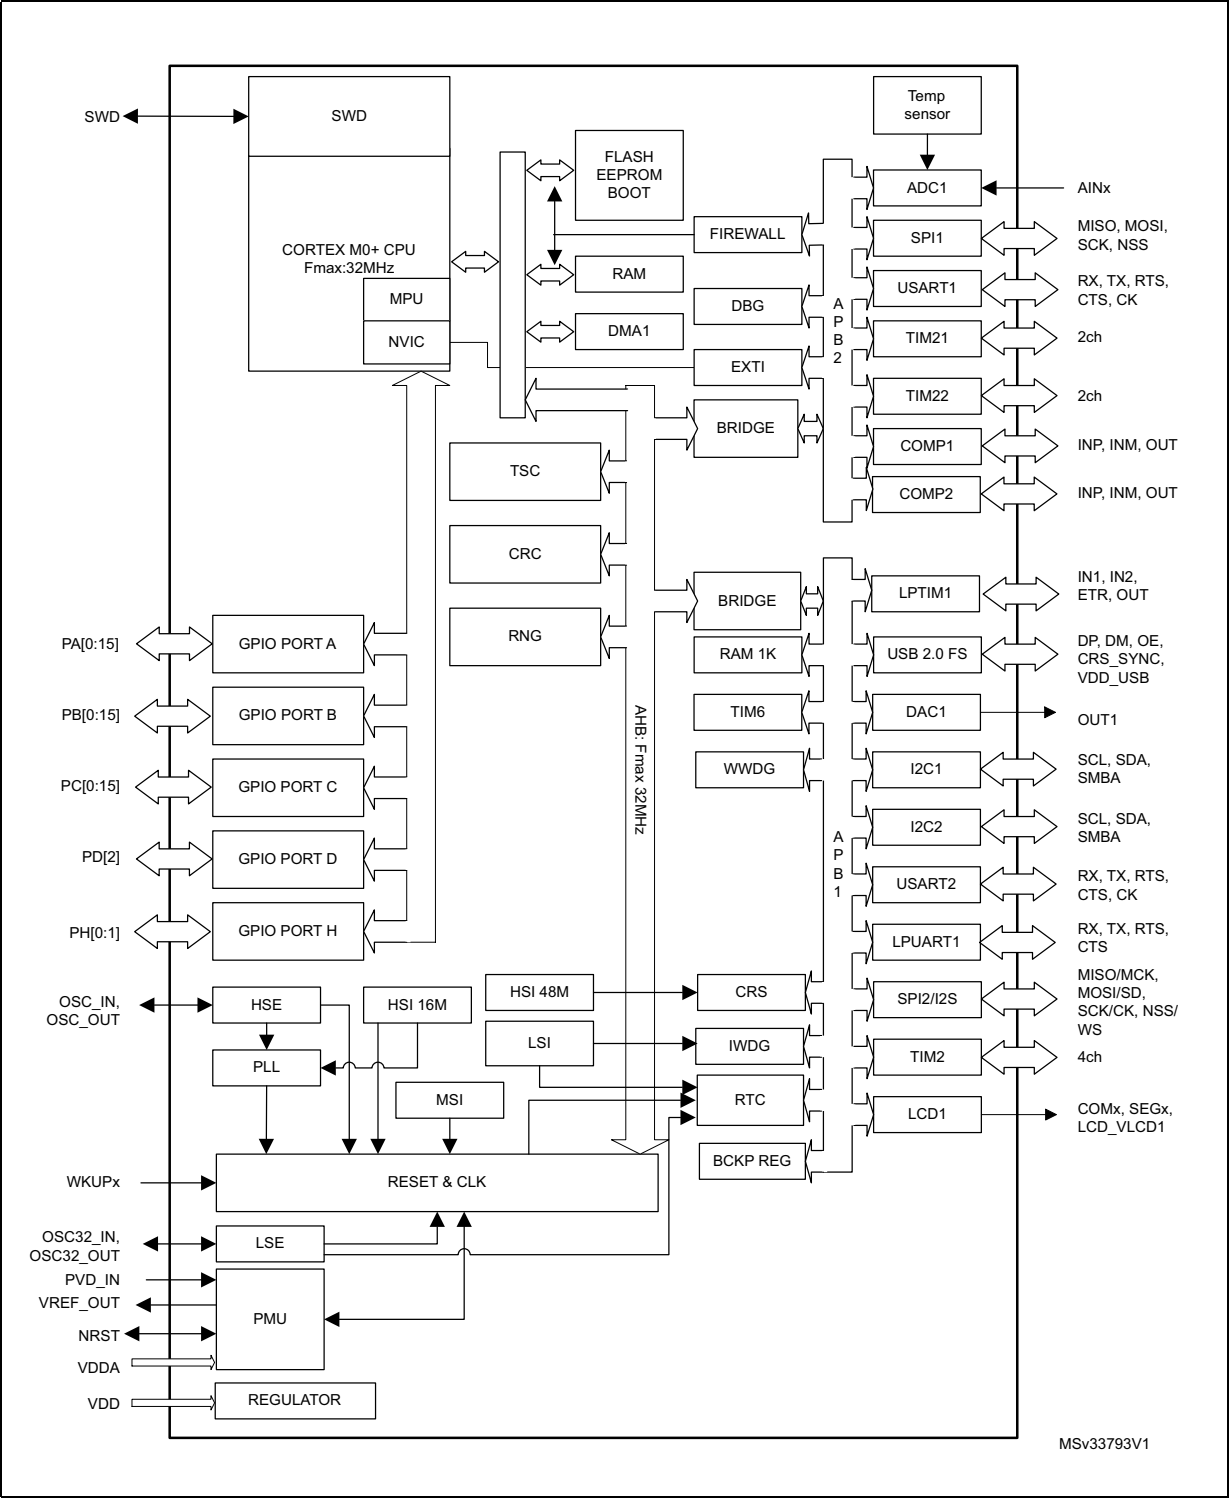 SWD
SWD
CORTEX M0+ CPU
Fmax:32MHz
MPU
NVIC
FLASH
EEPROM
BOOT
RAM
DMA1
FIREWALL
DBG
EXTI
BRIDGE
APB2
Temp
sensor
ADC1
AINx
SPI1
MISO, MOSI,
SCK, NSS
USART1
RX, TX, RTS,
CTS, CK
TIM21
2ch
TIM22
2ch
COMP1
INP, INM, OUT
COMP2
INP, INM, OUT
TSC
CRC
RNG
AHB: Fmax 32MHz
PA[0:15]
GPIO PORT A
PB[0:15]
GPIO PORT B
PC[0:15]
GPIO PORT C
PD[2]
GPIO PORT D
PH[0:1]
GPIO PORT H
BRIDGE
RAM 1K
TIM6
WWDG
APB1
LPTIM1
IN1, IN2,
ETR, OUT
USB 2.0 FS
DP, DM, OE,
CRS_SYNC,
VDD_USB
DAC1
OUT1
I2C1
SCL, SDA,
SMBA
I2C2
SCL, SDA,
SMBA
USART2
RX, TX, RTS,
CTS, CK
LPUART1
RX, TX, RTS,
CTS
SPI2/I2S
MISO/MCK,
MOSI/SD,
SCK/CK, NSS/
WS
TIM2
4ch
LCD1
COMx, SEGx,
LCD_VLCD1
OSC_IN,
OSC_OUT
HSE
HSI 16M
HSI 48M
CRS
PLL
LSI
IWDG
MSI
RTC
BCKP REG
WKUPx
RESET & CLK
OSC32_IN,
OSC32_OUT
LSE
PVD_IN
VREF_OUT
NRST
VDDA
PMU
VDD
REGULATOR
MSv33793V1